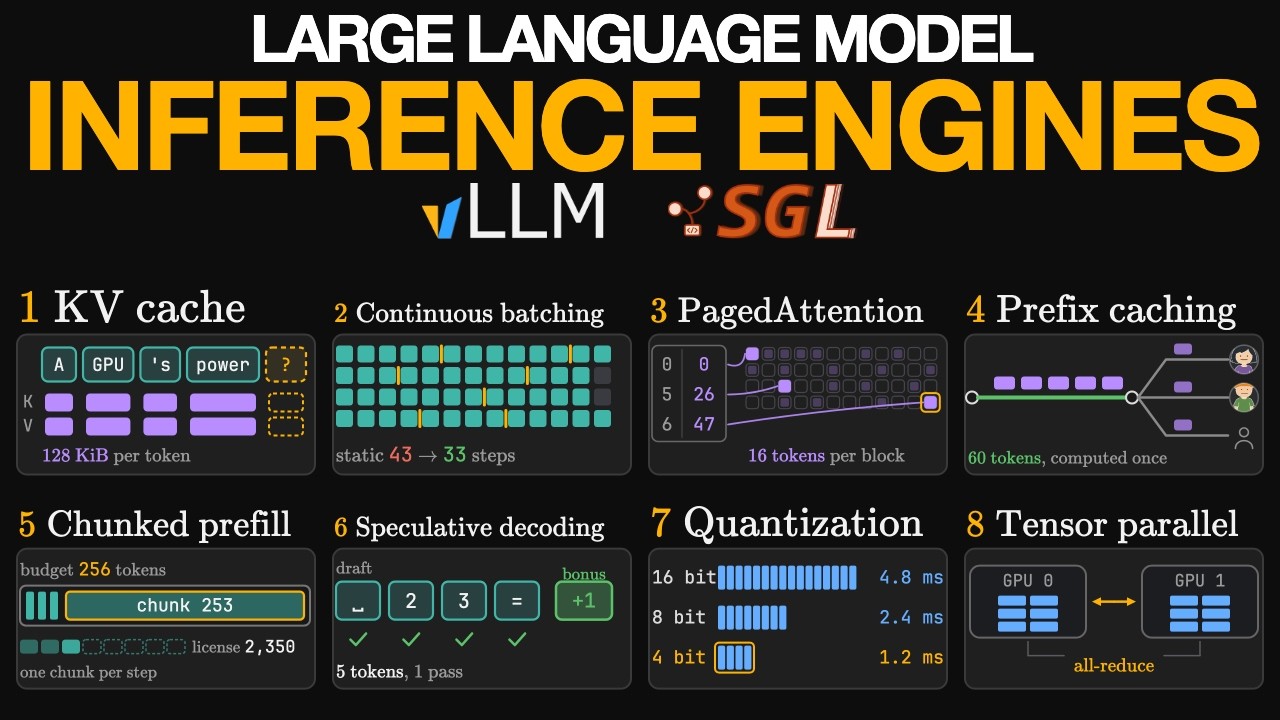 LARGE LANGUAGE MODEL
INFERENCE ENGINES
vLLM SGL
1 KV cache
A GPU 's power ?
K
V
128 KiB per token
2 Continuous batching
static 43 → 33 steps
3 PagedAttention
0 0
5 26
6 47
16 tokens per block
4 Prefix caching
60 tokens, computed once
5 Chunked prefill
budget 256 tokens
chunk 253
license 2,350
one chunk per step
6 Speculative decoding
draft bonus
␣ 2 3 = +1
5 tokens, 1 pass
7 Quantization
16 bit 4.8 ms
8 bit 2.4 ms
4 bit 1.2 ms
8 Tensor parallel
GPU 0 GPU 1
all-reduce